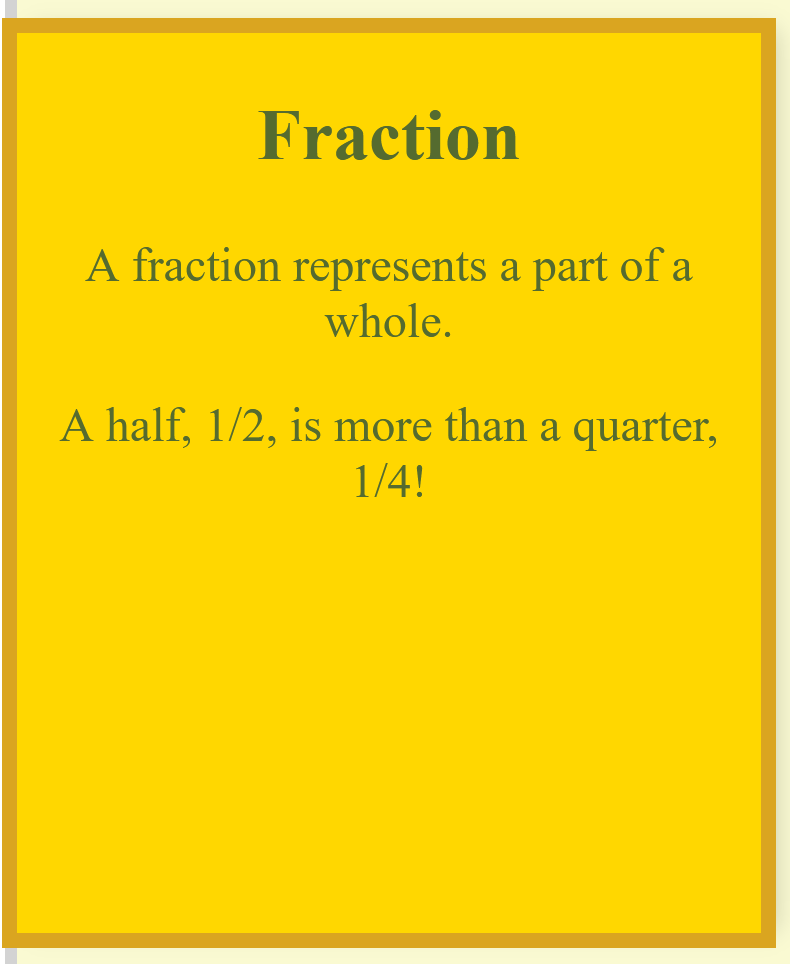 Fraction
A fraction represents a part of a
whole.
A half, 1/2, is more than a quarter,
1/4!